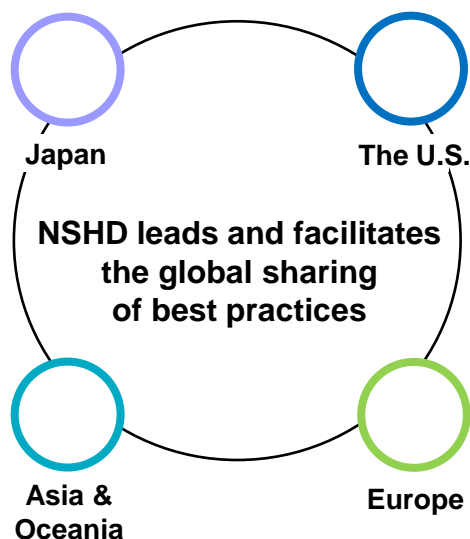 Japan
The U.S.
NSHD leads and facilitates
the global sharing
of best practices
Asia &
Oceania
Europe